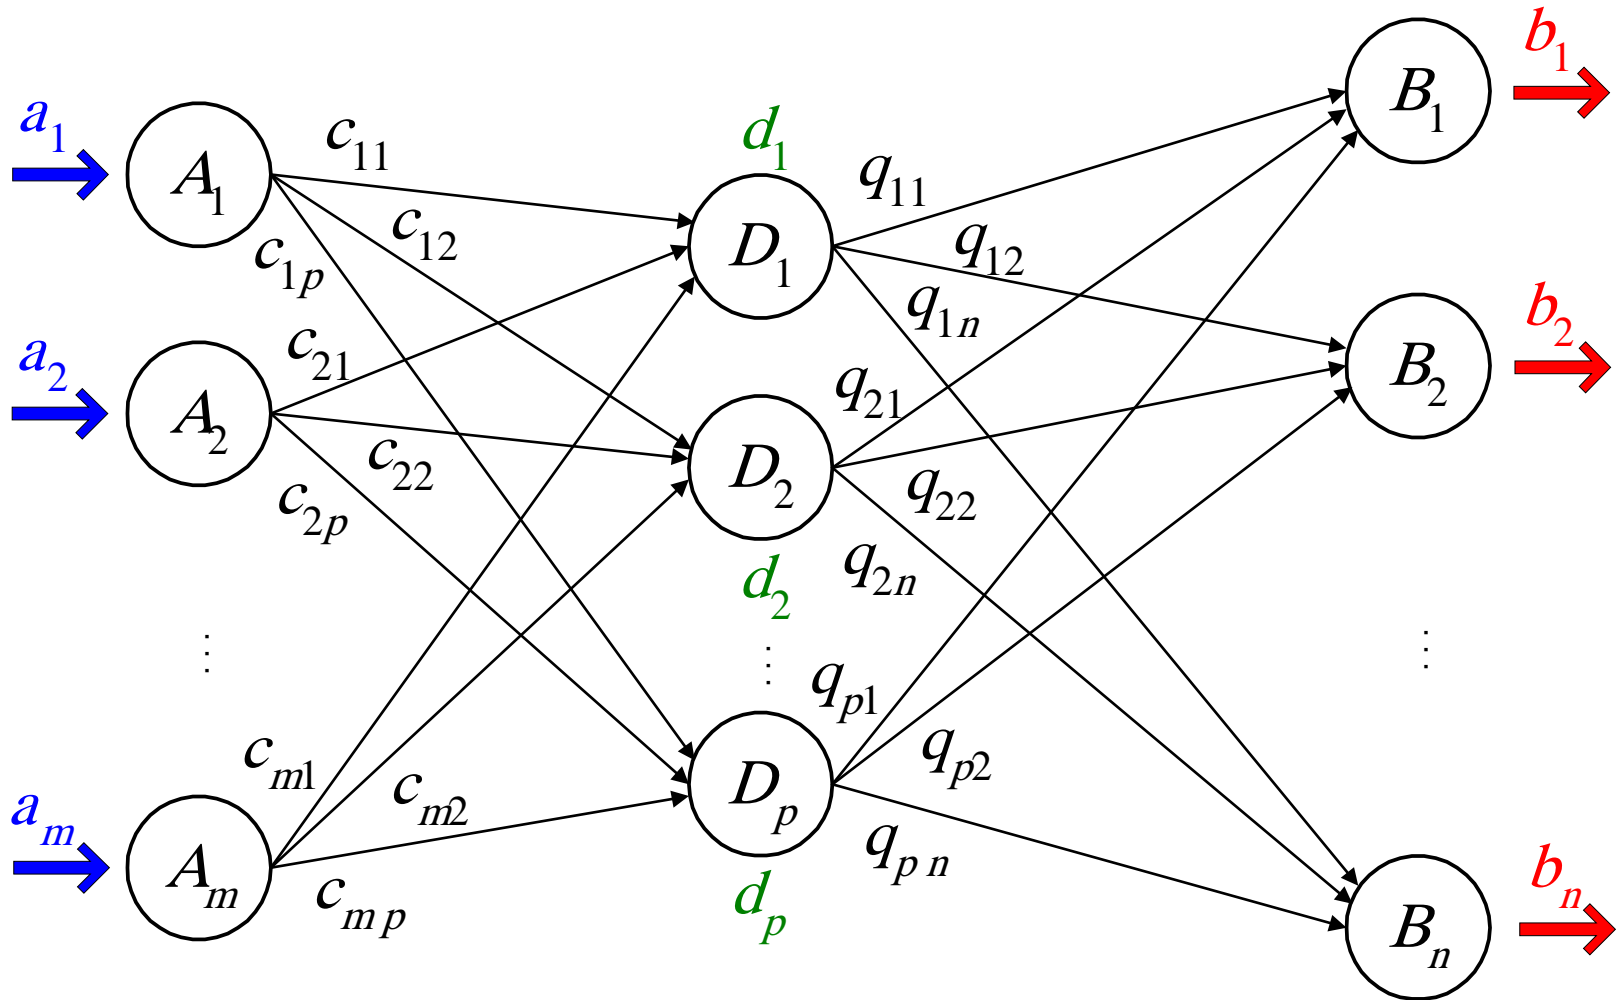 a₁
A₁
c₁₁
c₁₂
c₁ₚ
a₂
A₂
c₂₁
c₂₂
c₂ₚ
⋮
aₘ
Aₘ
cₘ₁
cₘ₂
cₘₚ
d₁
D₁
D₂
d₂
⋮
Dₚ
dₚ
q₁₁
q₁₂
q₁ₙ
q₂₁
q₂₂
q₂ₙ
qₚ₁
qₚ₂
qₚₙ
B₁
b₁
B₂
b₂
⋮
Bₙ
bₙ